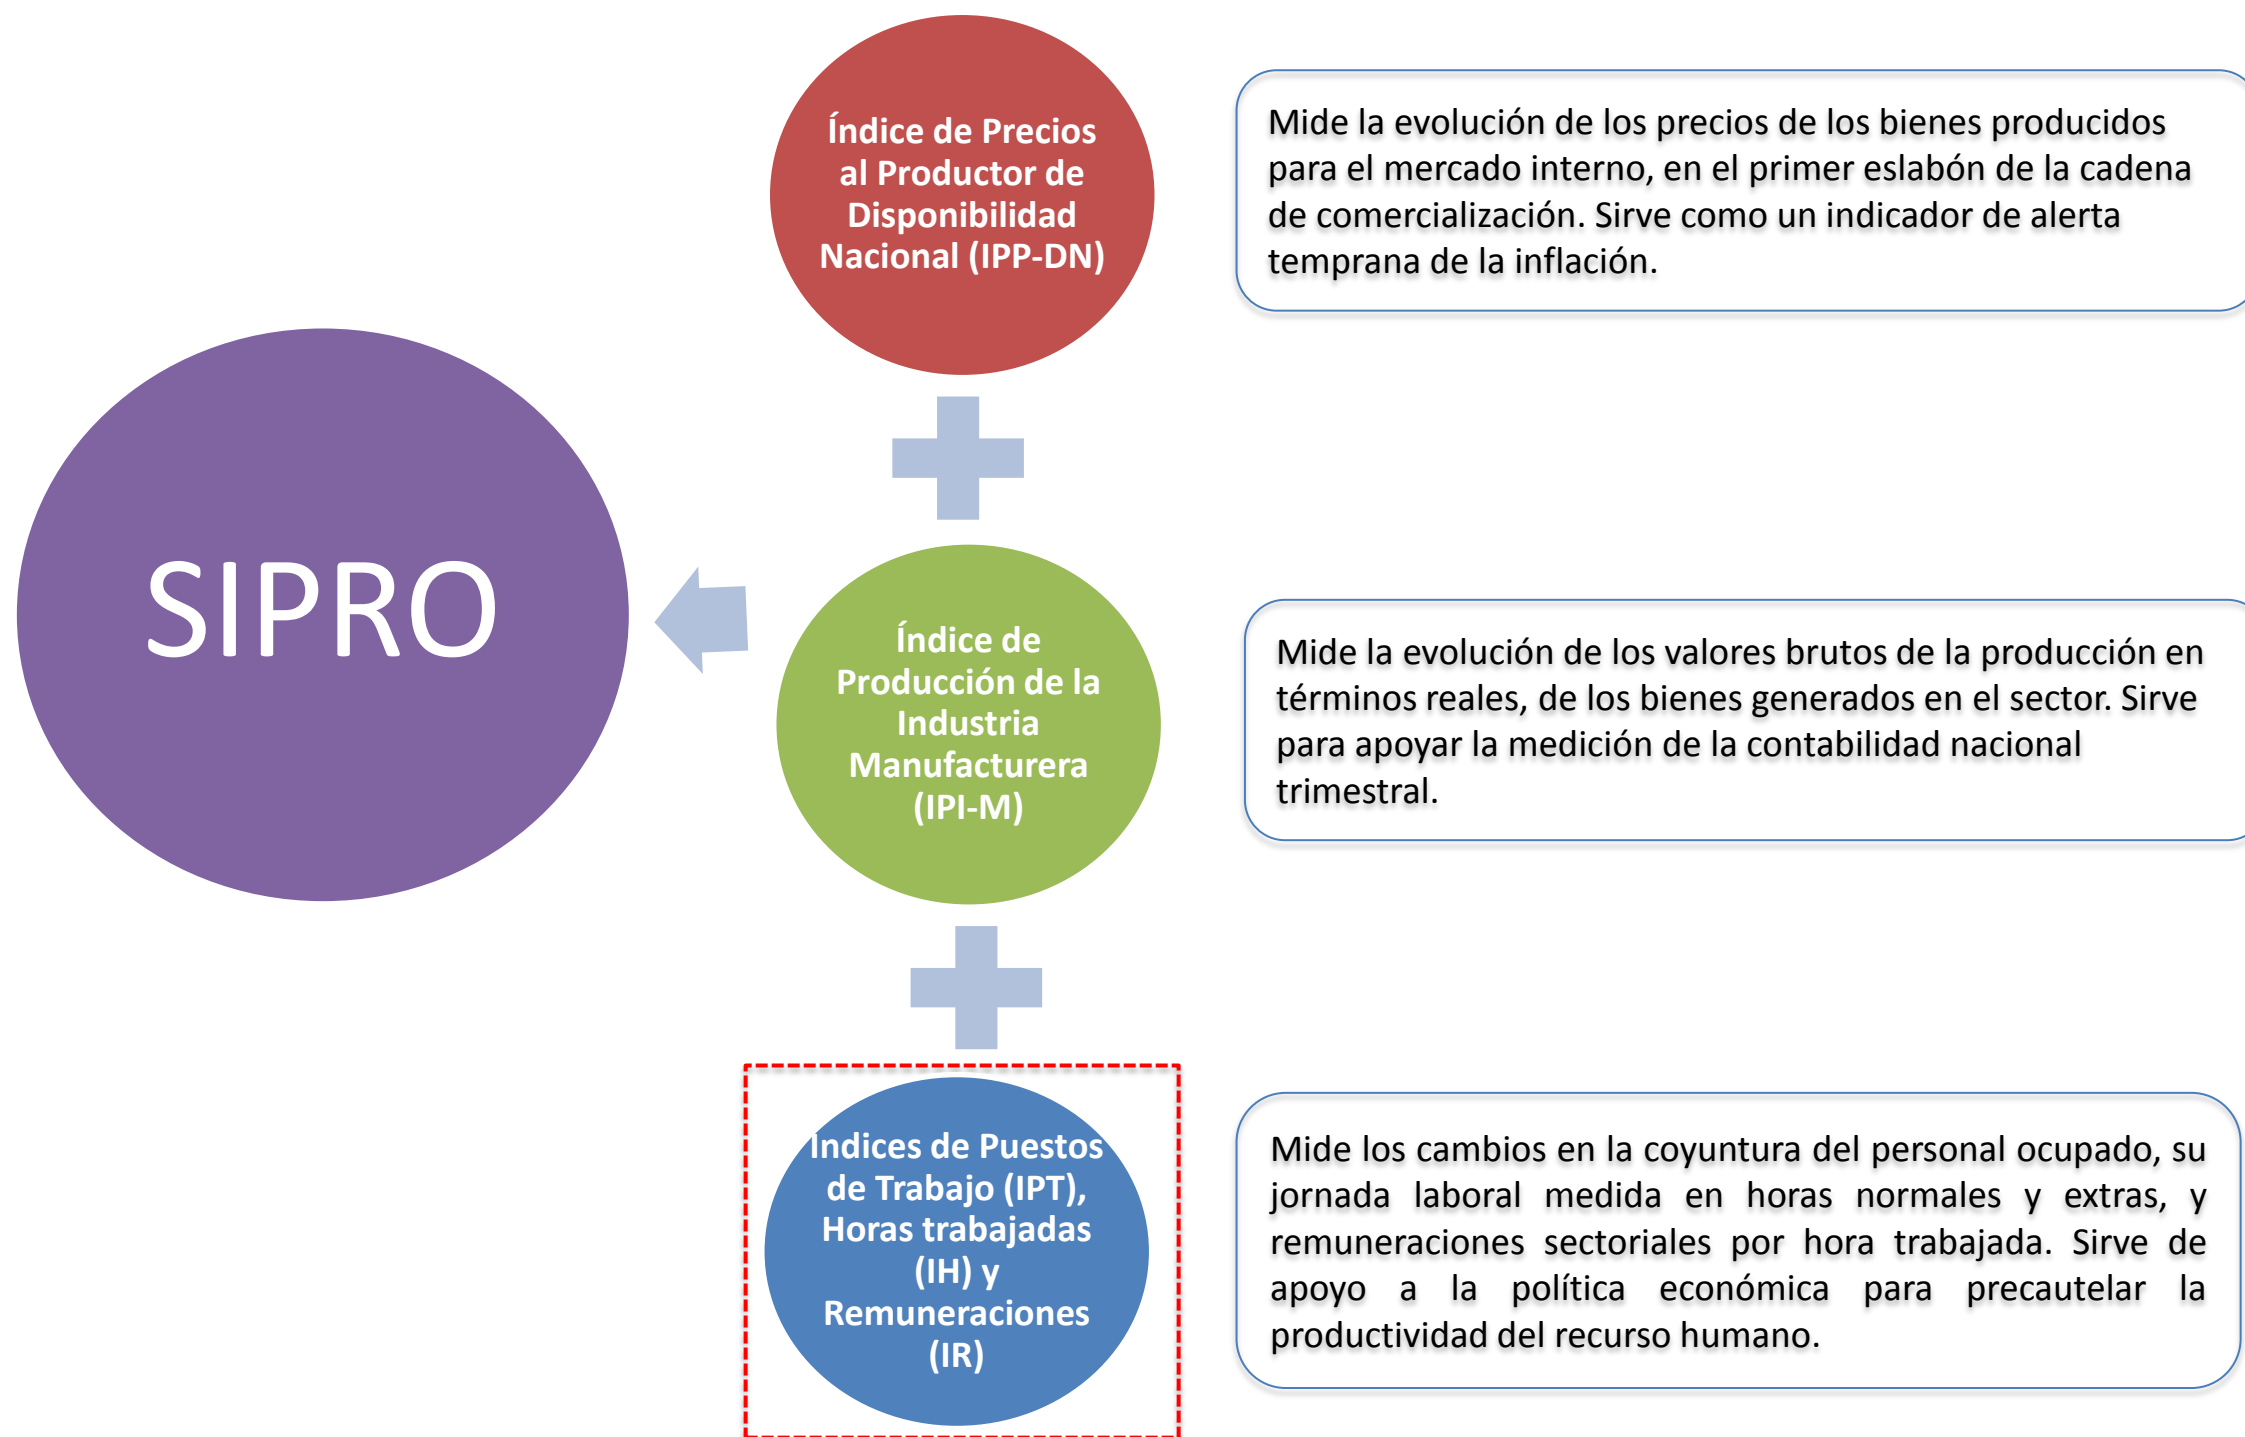 SIPRO
Índice de Precios
al Productor de
Disponibilidad
Nacional (IPP-DN)
Mide la evolución de los precios de los bienes producidos
para el mercado interno, en el primer eslabón de la cadena
de comercialización. Sirve como un indicador de alerta
temprana de la inflación.
Índice de
Producción de la
Industria
Manufacturera
(IPI-M)
Mide la evolución de los valores brutos de la producción en
términos reales, de los bienes generados en el sector. Sirve
para apoyar la medición de la contabilidad nacional
trimestral.
Índices de Puestos
de Trabajo (IPT),
Horas trabajadas
(IH) y
Remuneraciones
(IR)
Mide los cambios en la coyuntura del personal ocupado, su
jornada laboral medida en horas normales y extras, y
remuneraciones sectoriales por hora trabajada. Sirve de
apoyo a la política económica para precautelar la
productividad del recurso humano.